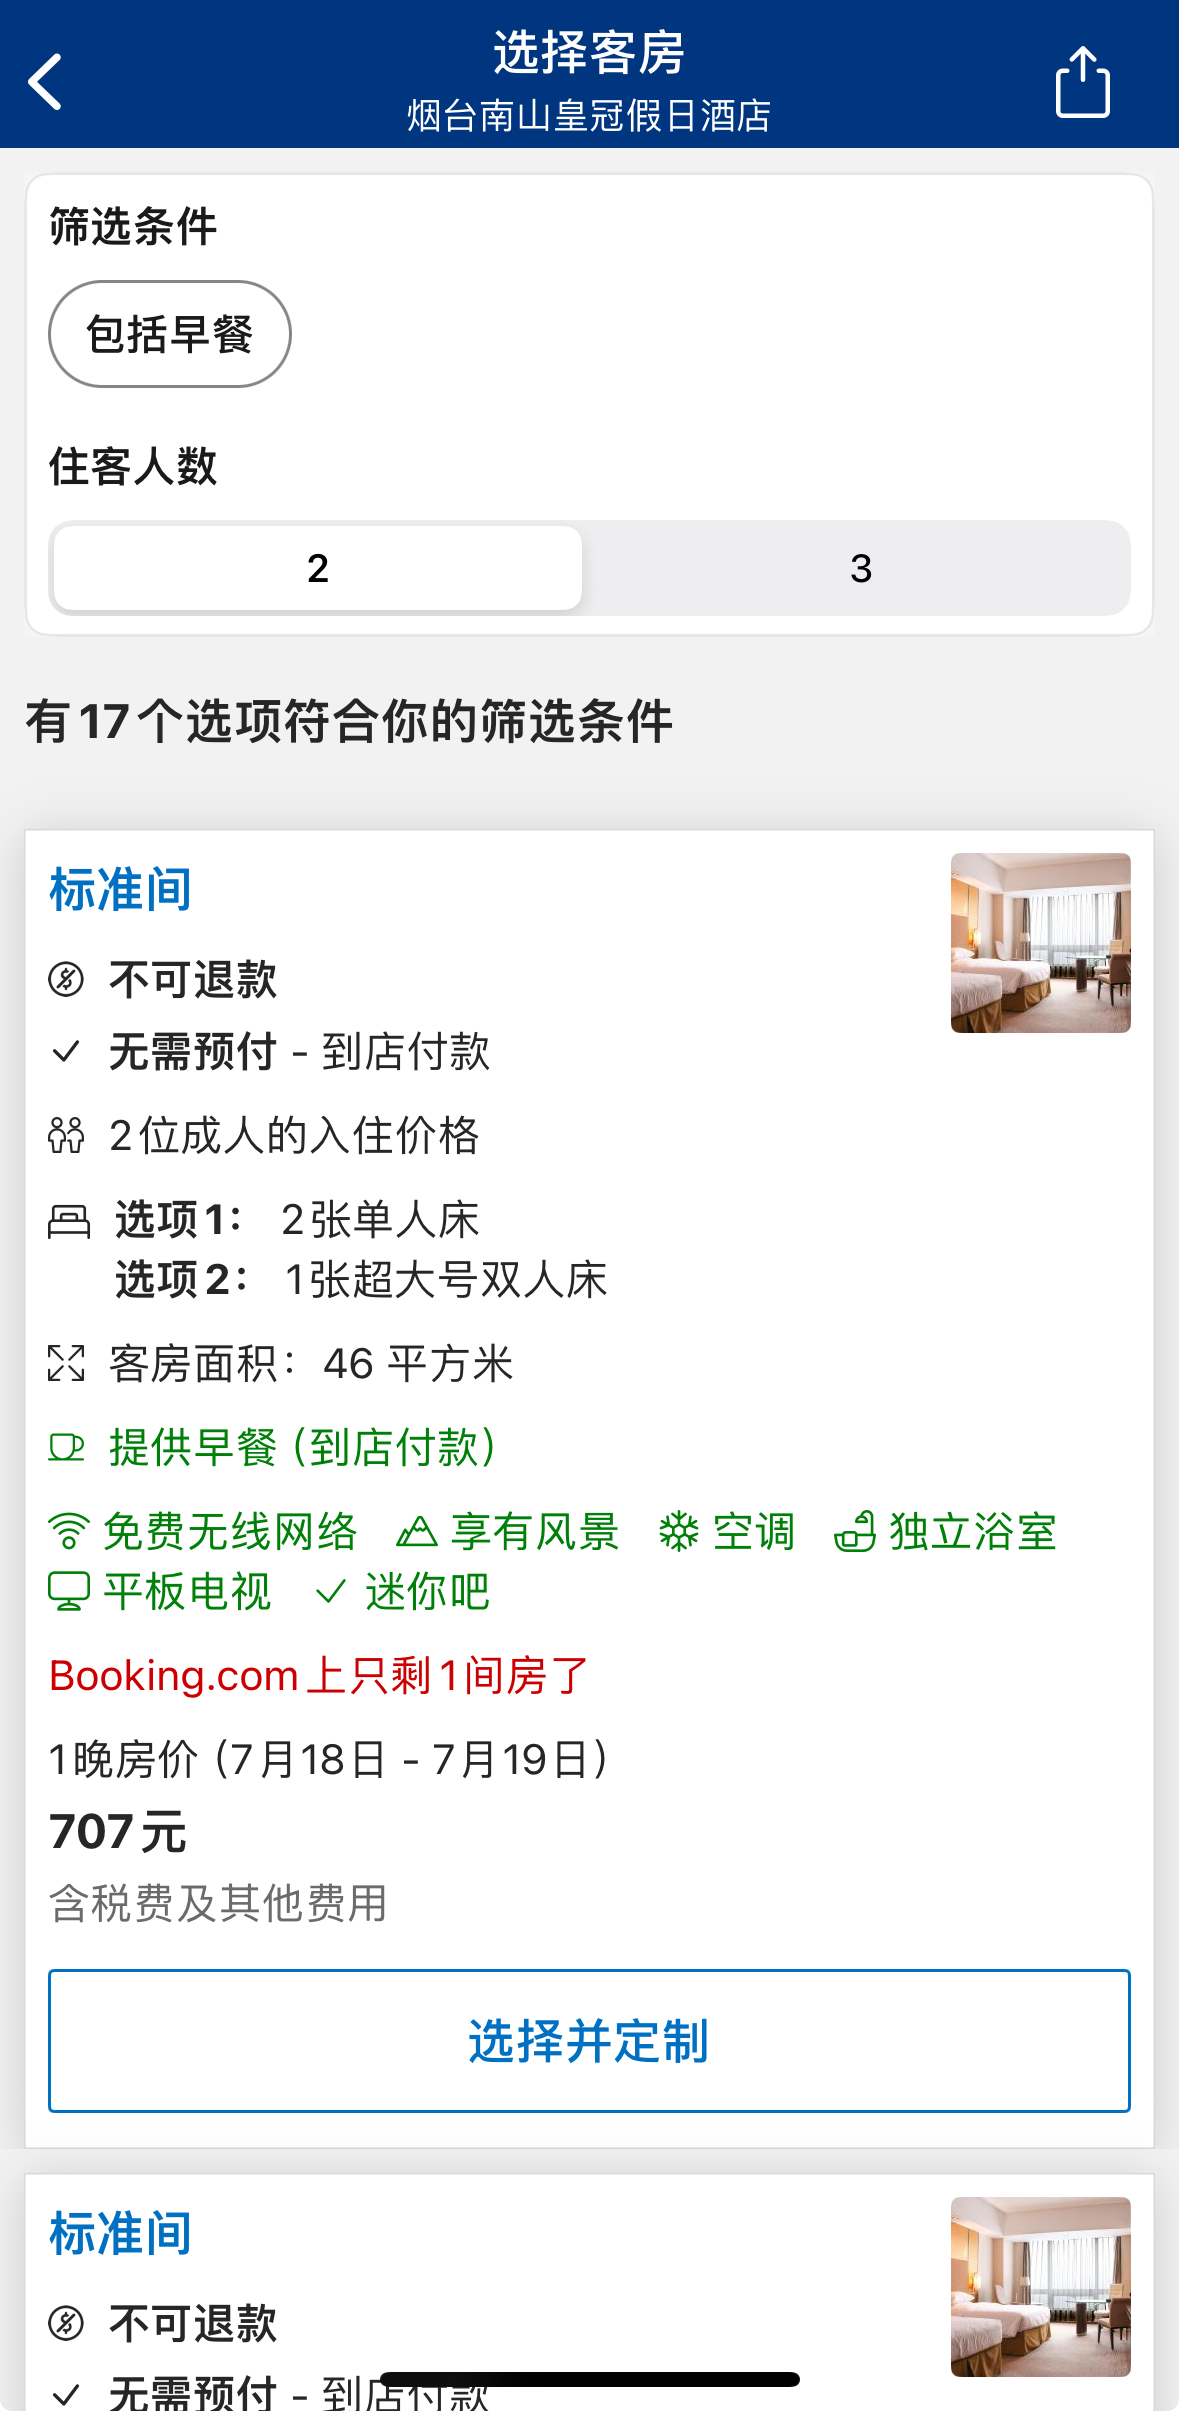 选择客房
烟台南山皇冠假日酒店
筛选条件
包括早餐
住客人数
2 3
有17个选项符合你的筛选条件
标准间
不可退款
无需预付 - 到店付款
2位成人的入住价格
选项1： 2张单人床
选项2： 1张超大号双人床
客房面积：46 平方米
提供早餐 (到店付款)
免费无线网络 享有风景 空调 独立浴室
平板电视 迷你吧
Booking.com上只剩1间房了
1晚房价 (7月18日 - 7月19日)
707元
含税费及其他费用
选择并定制
标准间
不可退款
无需预付 - 到店付款